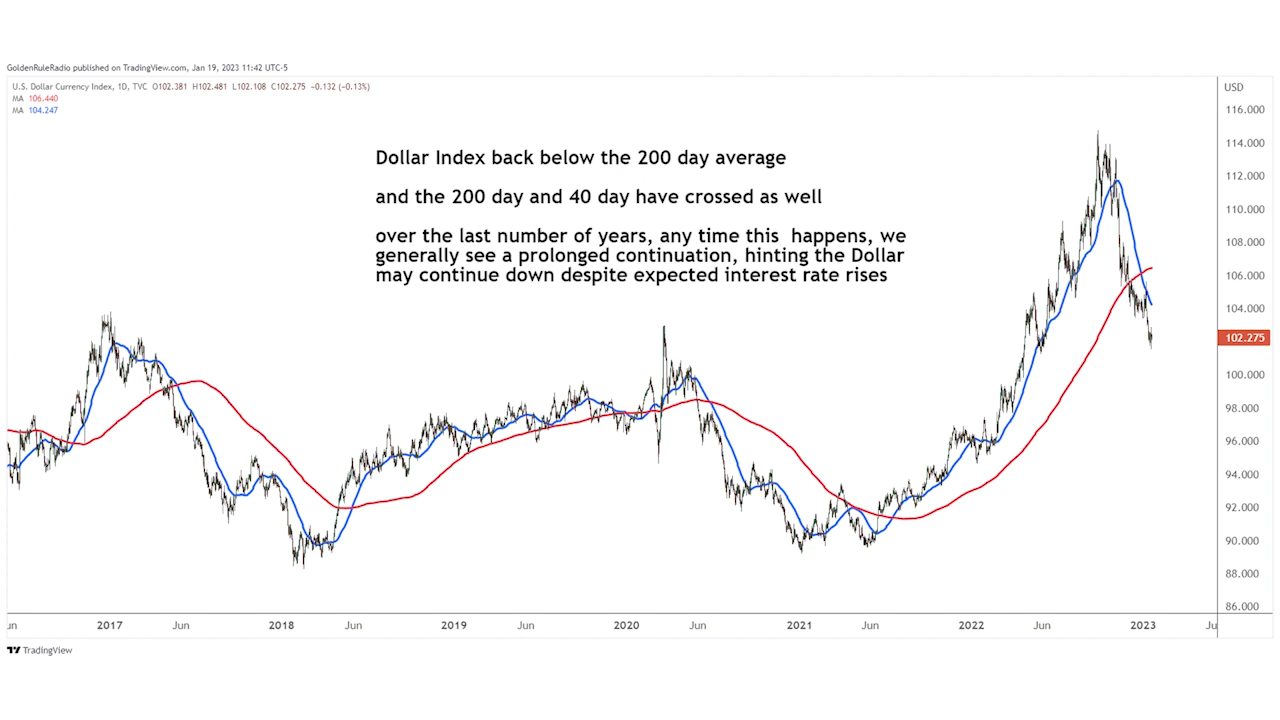 GoldenRuleRadio published on TradingView.com, Jan 19, 2023 11:42 UTC-5
U.S. Dollar Currency Index, 1D, TVC O102.381 H102.481 L102.108 C102.275 −0.132 (−0.13%)
MA 106.440
MA 104.247
USD
116.000
114.000
112.000
110.000
108.000
106.000
104.000
102.275
100.000
98.000
96.000
94.000
92.000
90.000
88.000
86.000
Dollar Index back below the 200 day average
and the 200 day and 40 day have crossed as well
over the last number of years, any time this happens, we
generally see a prolonged continuation, hinting the Dollar
may continue down despite expected interest rate rises
un 2017 Jun 2018 Jun 2019 Jun 2020 Jun 2021 Jun 2022 Jun 2023 Ju
TradingView